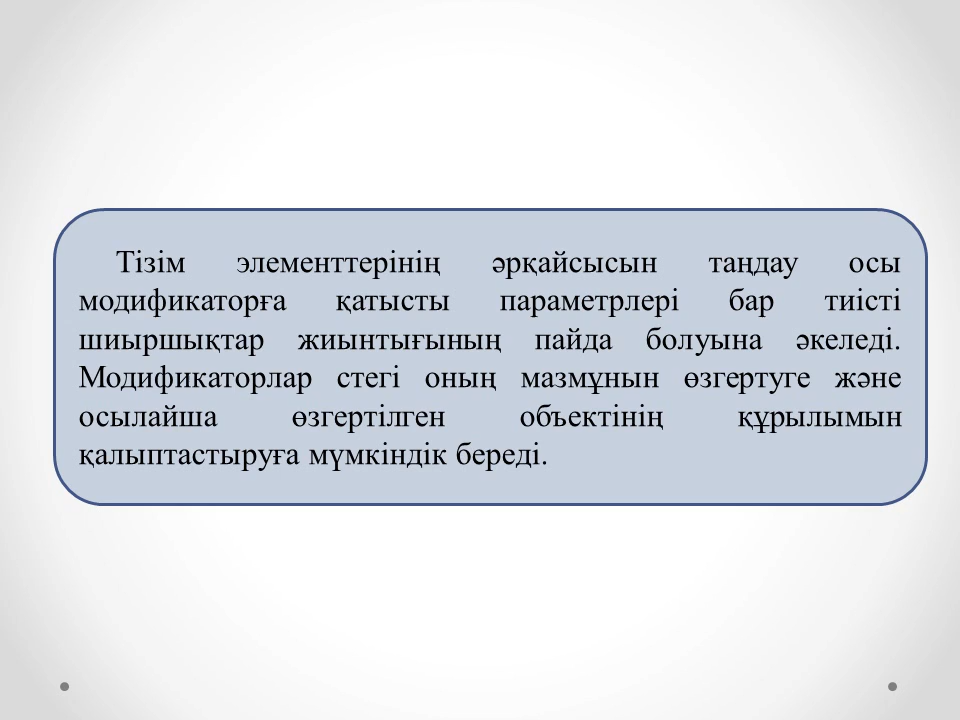 Тізім элементтерінің әрқайсысын таңдау осы
модификаторға қатысты параметрлері бар тиісті
шиыршықтар жиынтығының пайда болуына әкеледі.
Модификаторлар стегі оның мазмұнын өзгертуге және
осылайша өзгертілген объектінің құрылымын
қалыптастыруға мүмкіндік береді.